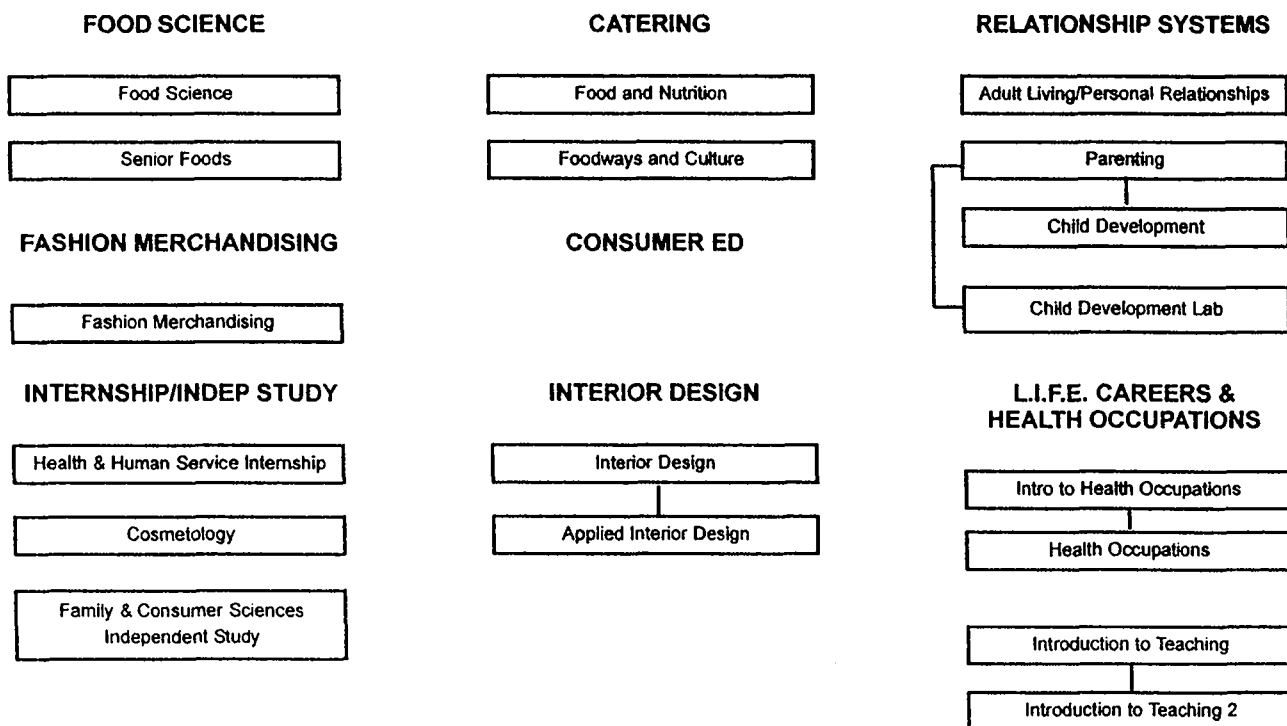 FOOD SCIENCE
Food Science
Senior Foods
CATERING
Food and Nutrition
Foodways and Culture
RELATIONSHIP SYSTEMS
Adult Living/Personal Relationships
Parenting
Child Development
Child Development Lab
FASHION MERCHANDISING
Fashion Merchandising
CONSUMER ED
INTERNSHIP/INDEP STUDY
Health & Human Service Internship
Cosmetology
Family & Consumer Sciences
Independent Study
INTERIOR DESIGN
Interior Design
Applied Interior Design
L.I.F.E. CAREERS &
HEALTH OCCUPATIONS
Intro to Health Occupations
Health Occupations
Introduction to Teaching
Introduction to Teaching 2